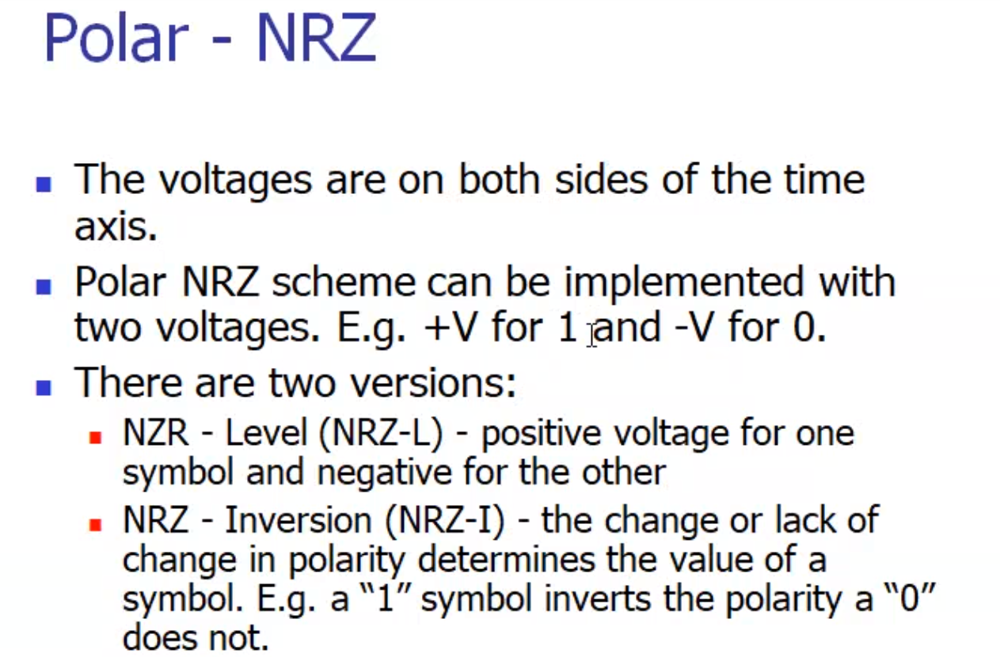 Polar - NRZ
The voltages are on both sides of the time
axis.
Polar NRZ scheme can be implemented with
two voltages. E.g. +V for 1 and -V for 0.
There are two versions:
NZR - Level (NRZ-L) - positive voltage for one
symbol and negative for the other
NRZ - Inversion (NRZ-I) - the change or lack of
change in polarity determines the value of a
symbol. E.g. a “1” symbol inverts the polarity a “0”
does not.